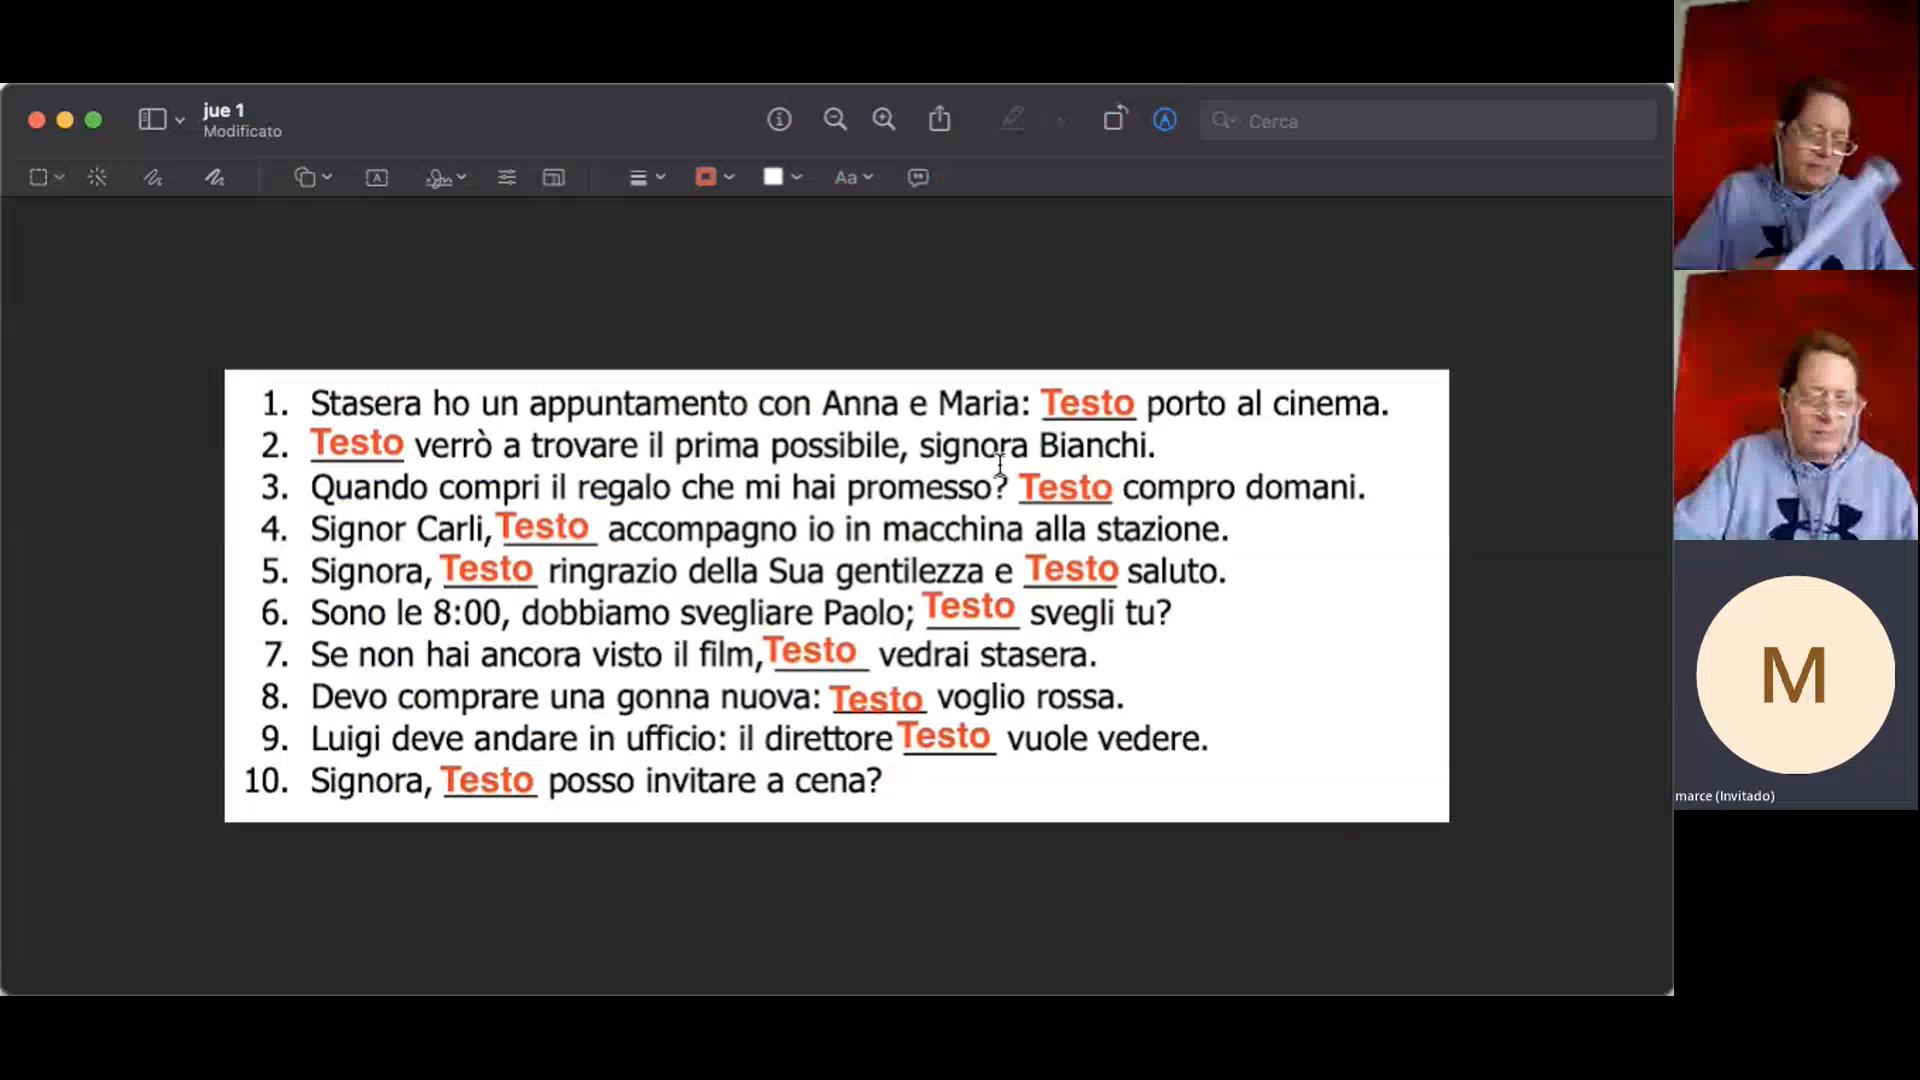 jue 1
Modificato
Cerca
Aa
1. Stasera ho un appuntamento con Anna e Maria: Testo porto al cinema.
2. Testo verrò a trovare il prima possibile, signora Bianchi.
3. Quando compri il regalo che mi hai promesso? Testo compro domani.
4. Signor Carli, Testo accompagno io in macchina alla stazione.
5. Signora, Testo ringrazio della Sua gentilezza e Testo saluto.
6. Sono le 8:00, dobbiamo svegliare Paolo; Testo svegli tu?
7. Se non hai ancora visto il film, Testo vedrai stasera.
8. Devo comprare una gonna nuova: Testo voglio rossa.
9. Luigi deve andare in ufficio: il direttore Testo vuole vedere.
10. Signora, Testo posso invitare a cena?
M
marce (Invitado)